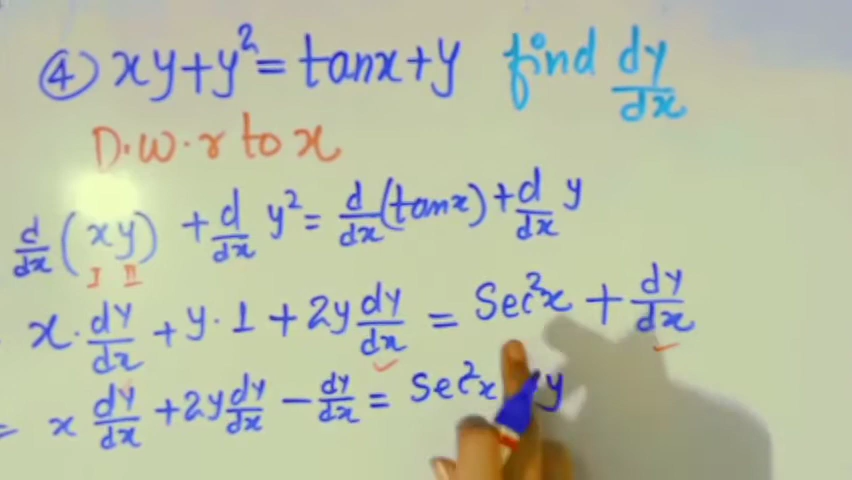 ④ xy+y²=tanx+y find dy/dx
D.w.r to x
d/dx (xy) + d/dx y² = d/dx (tanx) + d/dx y
I II
x. dy/dx + y.1 + 2y dy/dx = Sec²x + dy/dx
= x dy/dx + 2y dy/dx - dy/dx = Sec²x y